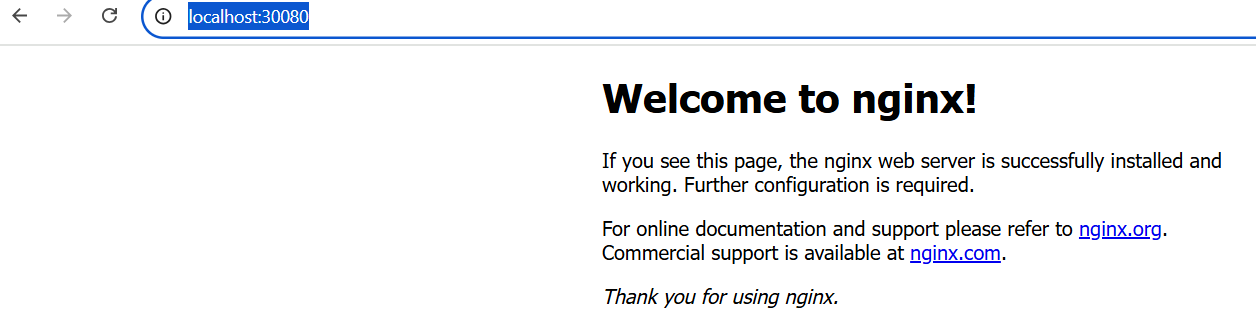 localhost:30080
Welcome to nginx!
If you see this page, the nginx web server is successfully installed and
working. Further configuration is required.
For online documentation and support please refer to nginx.org.
Commercial support is available at nginx.com.
Thank you for using nginx.